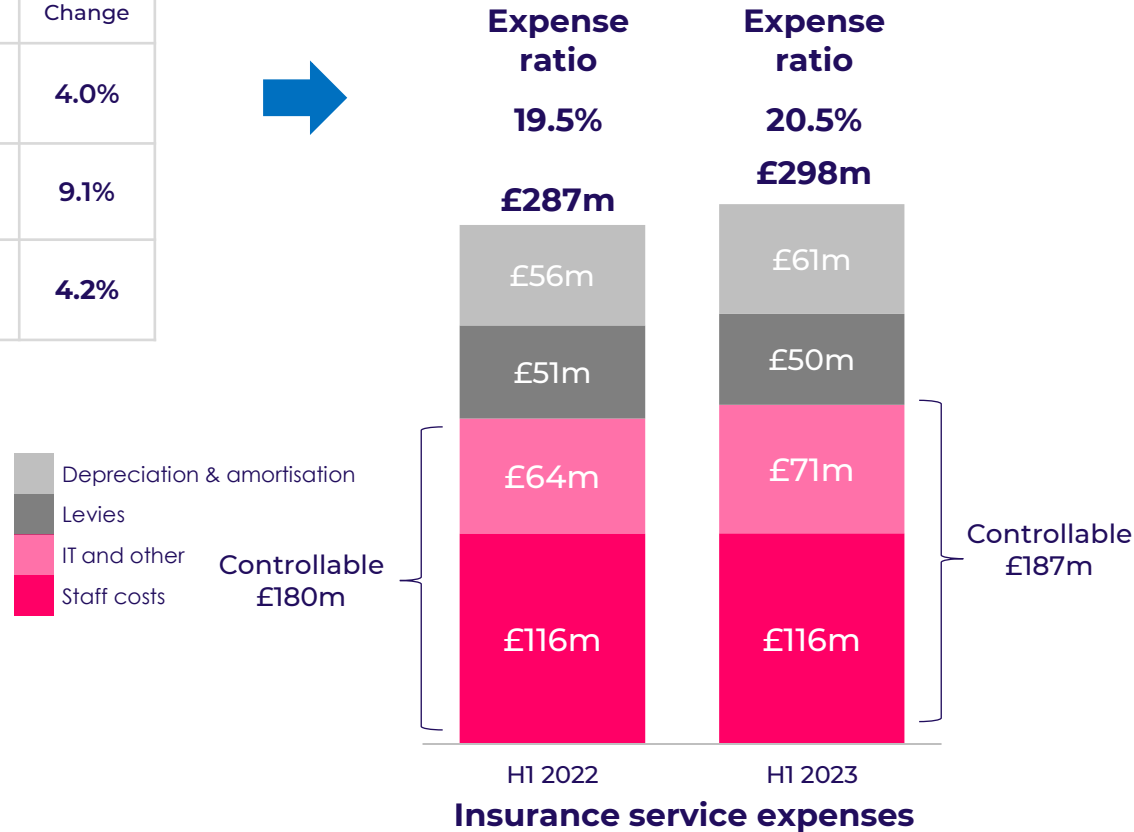 Change
4.0%
9.1%
4.2%
Expense
ratio
19.5%
£287m
Expense
ratio
20.5%
£298m
£56m
£51m
£64m
£116m
£61m
£50m
£71m
£116m
Depreciation & amortisation
Levies
IT and other
Staff costs
Controllable
£180m
Controllable
£187m
H1 2022
H1 2023
Insurance service expenses